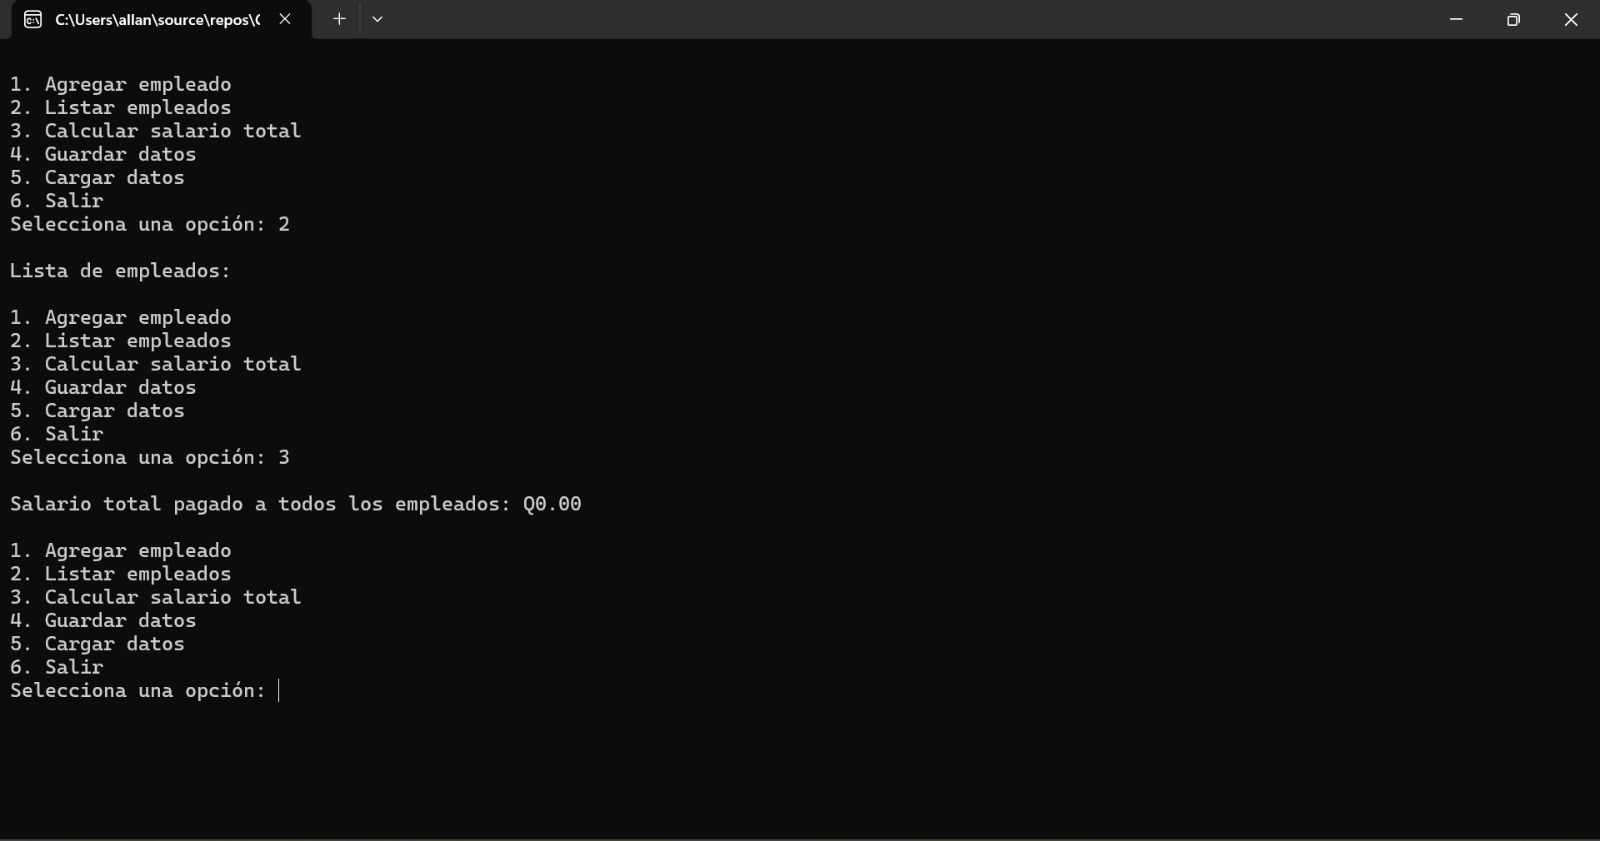 C:\Users\allan\source\repos\C
1. Agregar empleado
2. Listar empleados
3. Calcular salario total
4. Guardar datos
5. Cargar datos
6. Salir
Selecciona una opción: 2
Lista de empleados:
1. Agregar empleado
2. Listar empleados
3. Calcular salario total
4. Guardar datos
5. Cargar datos
6. Salir
Selecciona una opción: 3
Salario total pagado a todos los empleados: Q0.00
1. Agregar empleado
2. Listar empleados
3. Calcular salario total
4. Guardar datos
5. Cargar datos
6. Salir
Selecciona una opción: